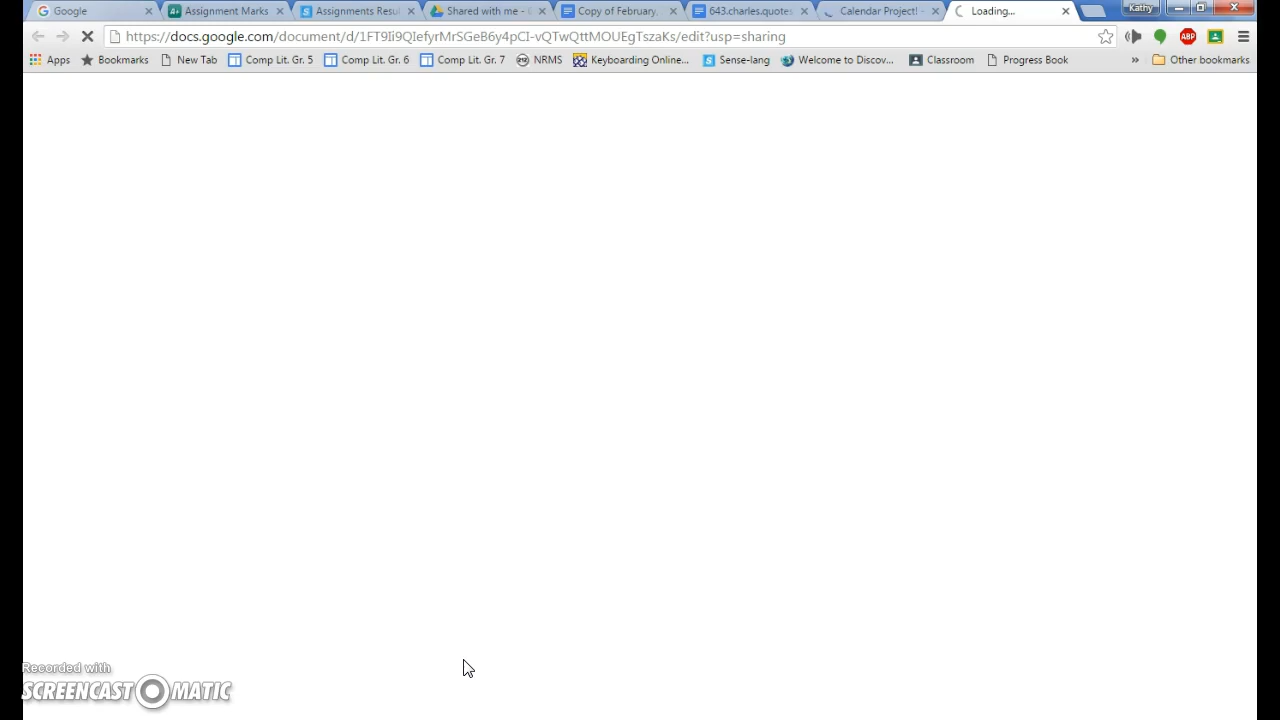 Google
Assignment Marks
Assignments Resul
Shared with me - G
Copy of February.
643.charles.quotes
Calendar Project! -
Loading...
Kathy
https://docs.google.com/document/d/1FT9Ii9QefyrMrSGeB6y4pCI-vQTwQttMOUEgTszaKs/edit?usp=sharing
ABP
Apps Bookmarks New Tab Comp Lit. Gr. 5 Comp Lit. Gr. 6 Comp Lit. Gr. 7 NRMS Keyboarding Online... Sense-lang Welcome to Discov... Classroom Progress Book » Other bookmarks
Recorded with
SCREENCAST-O-MATIC